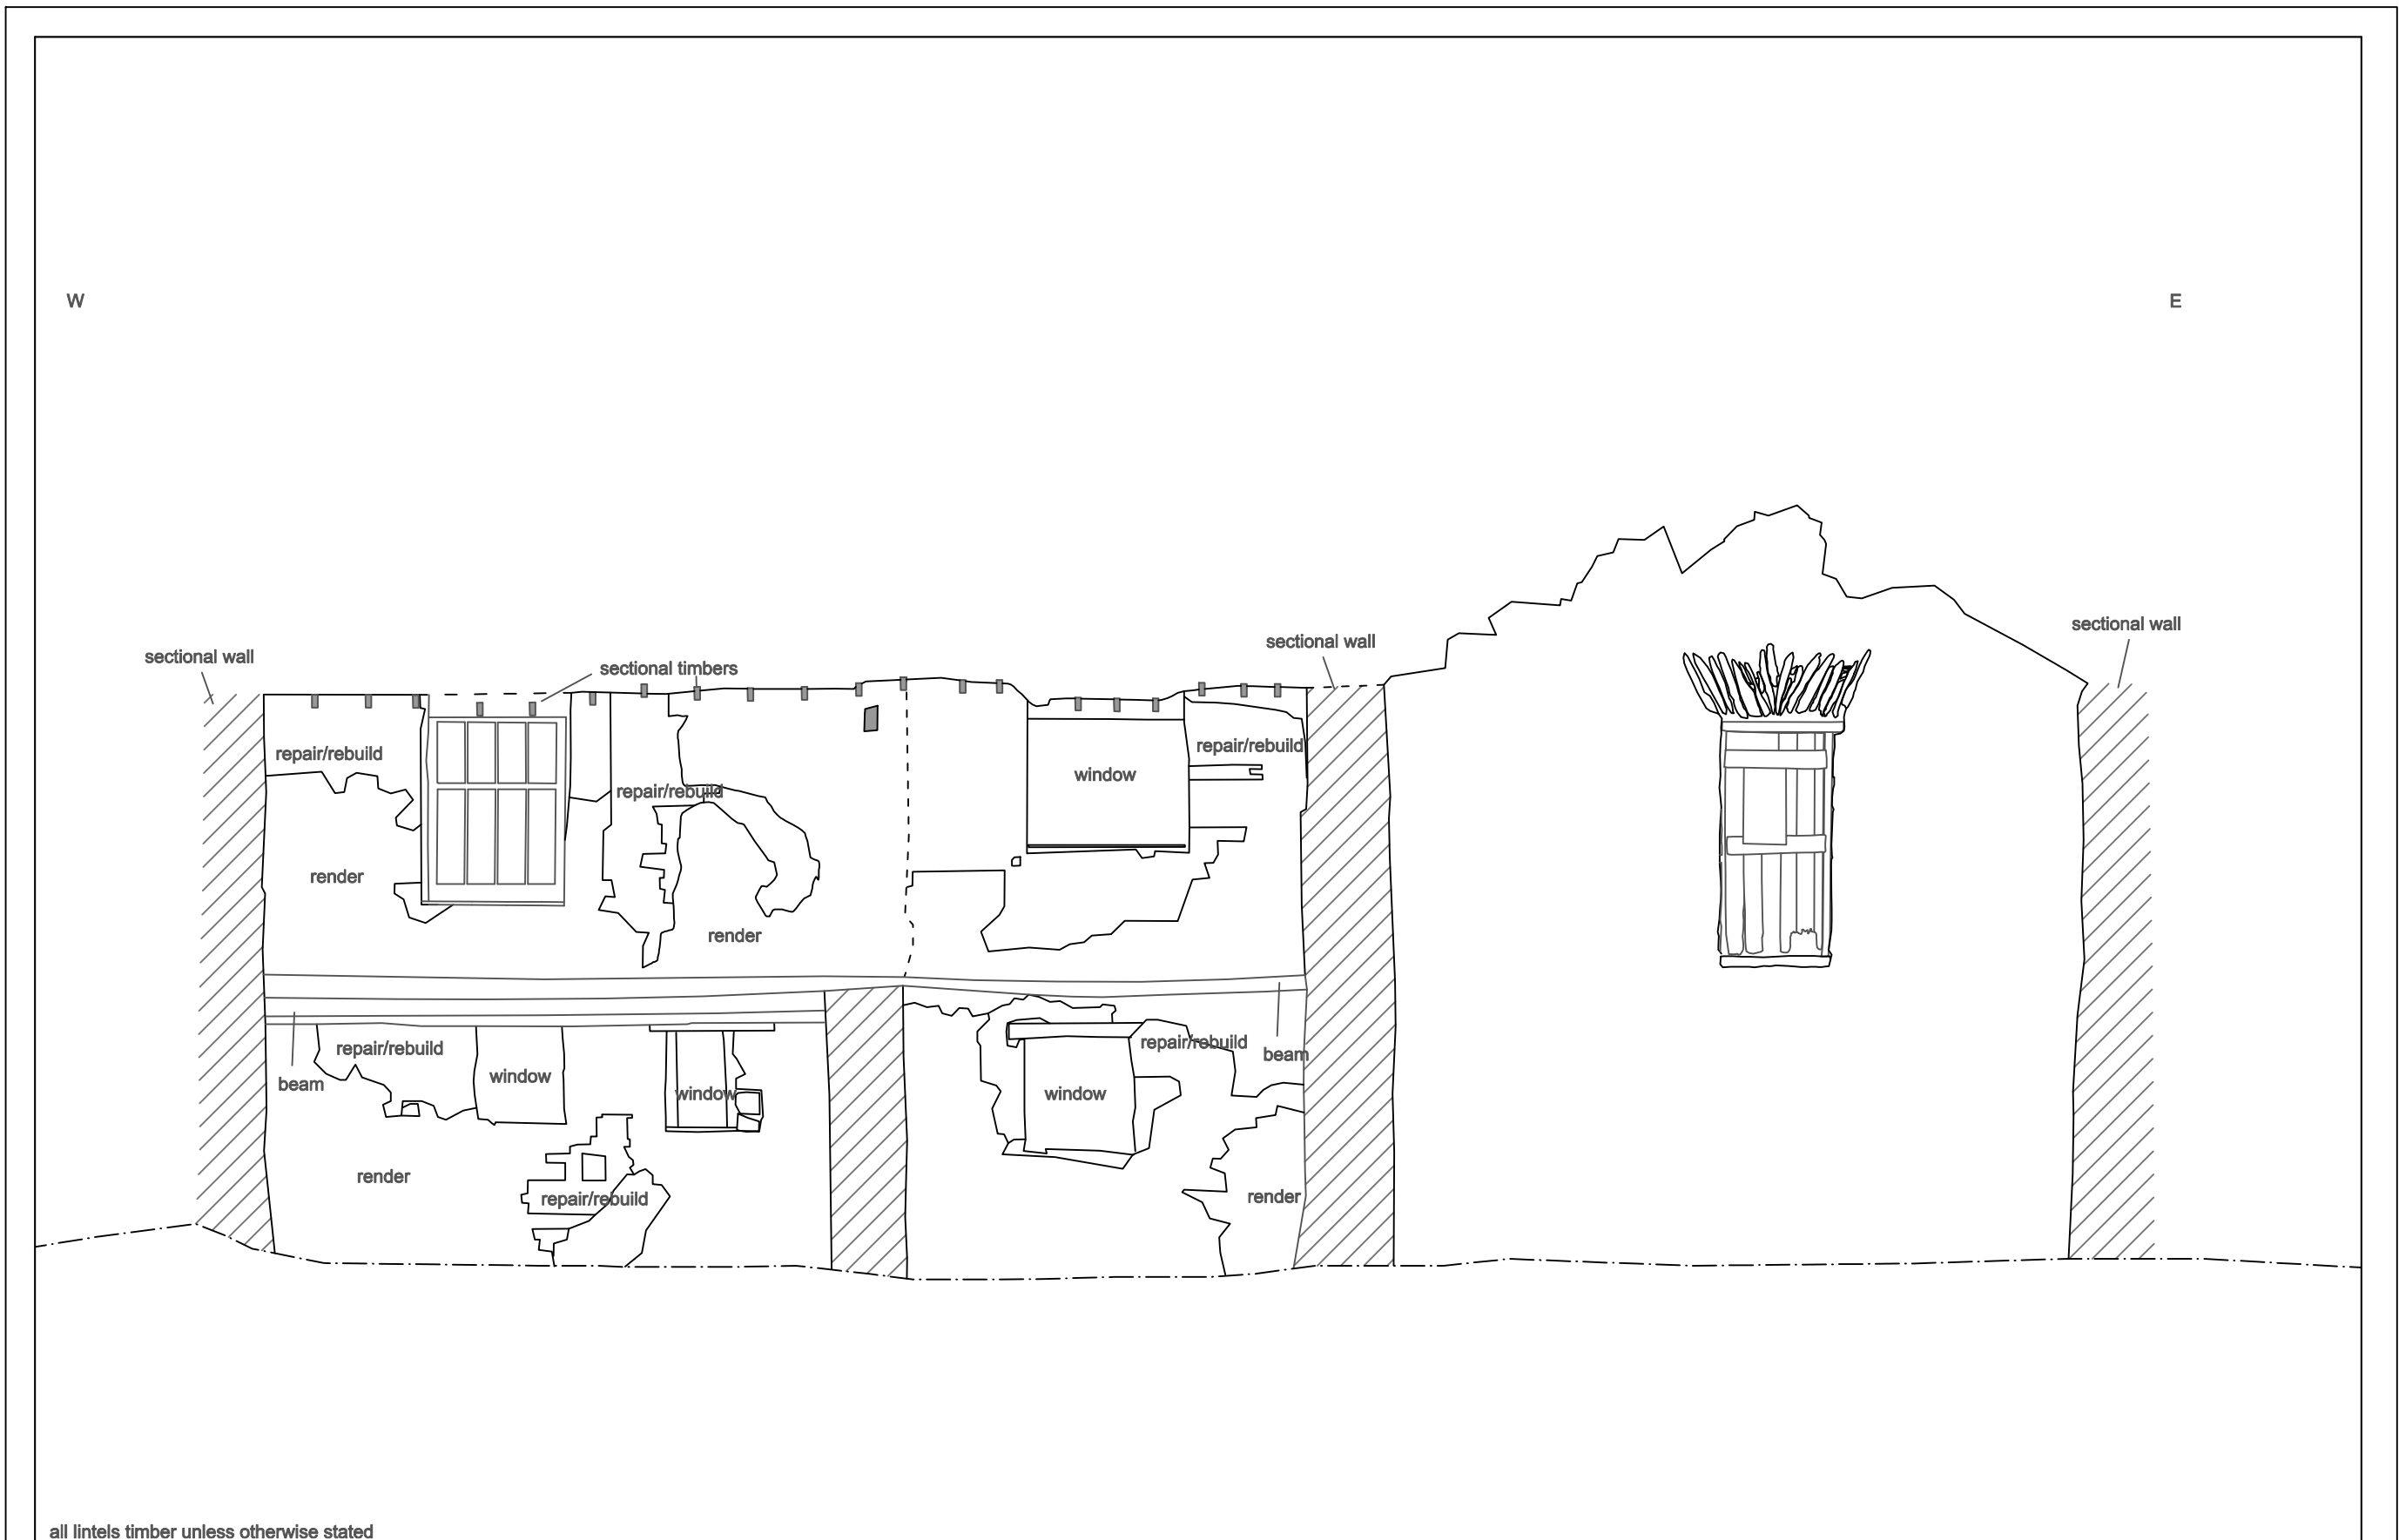 W
E
sectional wall
sectional wall
sectional wall
sectional timbers
repair/rebuild
repair/rebuild
window
repair/rebuild
render
render
repair/rebuild
window
window
beam
repair/rebuild
window
beam
render
repair/rebuild
render
all lintels timber unless otherwise stated